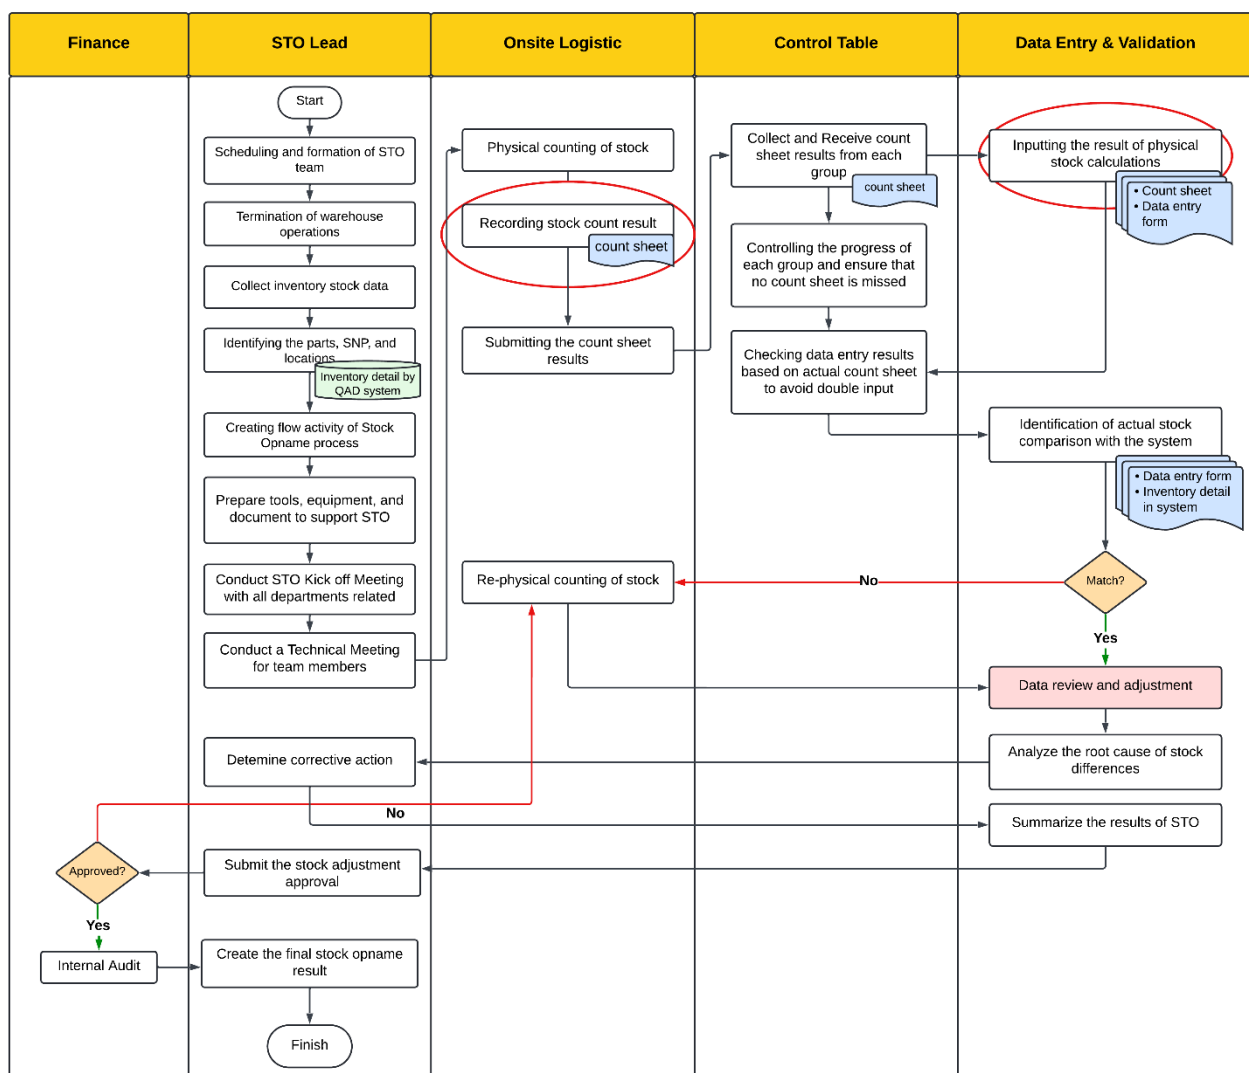 Finance
STO Lead
Onsite Logistic
Control Table
Data Entry & Validation
Start
Scheduling and formation of STO
team
Termination of warehouse
operations
Collect inventory stock data
Identifying the parts, SNP, and
locations
Inventory detail by
QAD system
Creating flow activity of Stock
Opname process
Prepare tools, equipment, and
document to support STO
Conduct STO Kick off Meeting
with all departments related
Conduct a Technical Meeting
for team members
Physical counting of stock
Recording stock count result
count sheet
Submitting the count sheet
results
Collect and Receive count
sheet results from each
group
count sheet
Controlling the progress of
each group and ensure that
no count sheet is missed
Checking data entry results
based on actual count sheet
to avoid double input
Inputting the result of physical
stock calculations
• Count sheet
• Data entry
form
Identification of actual stock
comparison with the system
• Data entry form
• Inventory detail
in system
Match?
No
Yes
Re-physical counting of stock
Data review and adjustment
Analyze the root cause of stock
differences
Detemine corrective action
No
Summarize the results of STO
Submit the stock adjustment
approval
Approved?
Yes
Internal Audit
Create the final stock opname
result
Finish